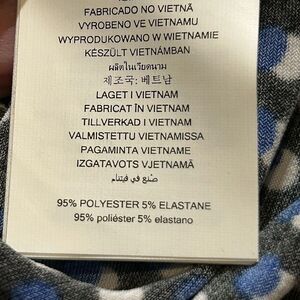 FABRICADO NO VIETNÃ
VYROBENO VE VIETNAMU
WYPRODUKOWANO W WIETNAMIE
KÉSZÜLT VIETNÁMBAN
ผลิตในเวียดนาม
제조국: 베트남
LAGET I VIETNAM
FABRICAT ÎN VIETNAM
TILLVERKAD I VIETNAM
VALMISTETTU VIETNAMISSA
PAGAMINTA VIETNAME
IZGATAVOTS VJETNAMĀ
صُنع في فيتنام
95% POLYESTER 5% ELASTANE
95% poliéster 5% elastano